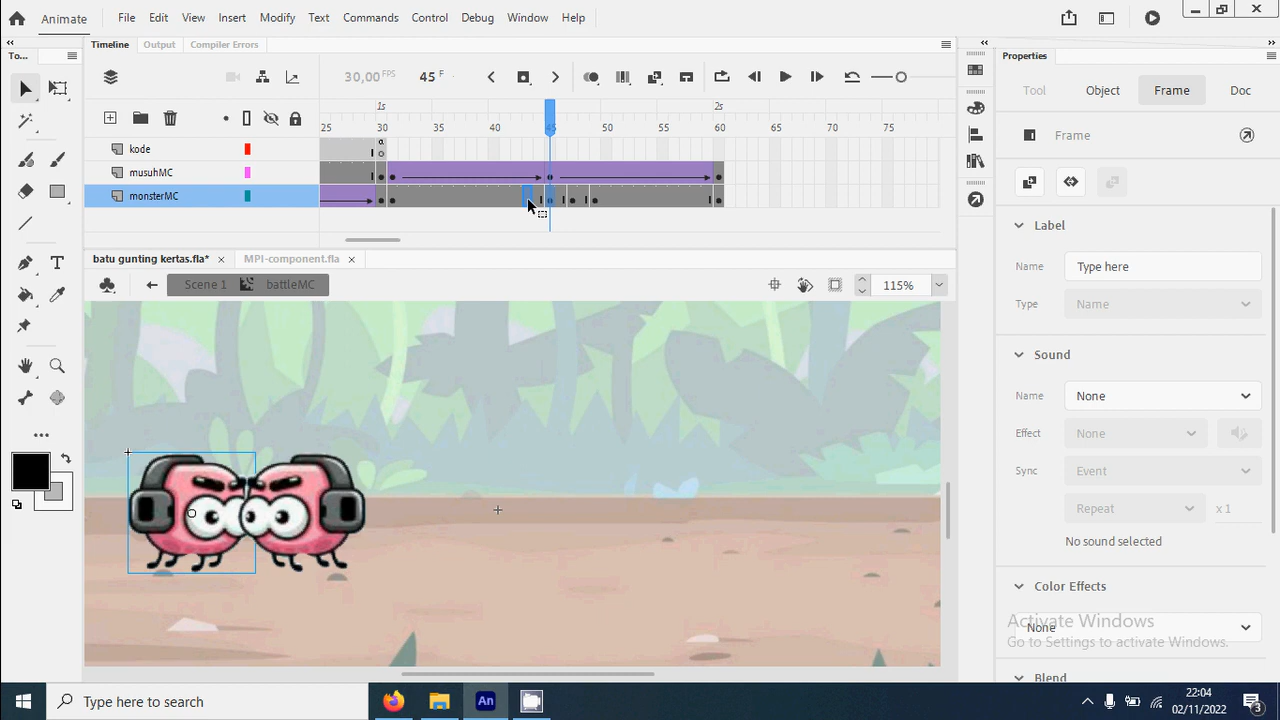 Animate File Edit View Insert Modify Text Commands Control Debug Window Help
To... Timeline Output Compiler Errors Properties
30,00 FPS 45 F
Tool Object Frame Doc
1s 2s
25 30 35 40 45 50 55 60 65 70 75
Frame
kode
musuhMC
monsterMC
Label
Name Type here
Type Name
batu gunting kertas.fla* × MPI-component.fla ×
Scene 1 battleMC 115%
Sound
Name None
Effect None
Sync Event
Repeat x 1
No sound selected
Color Effects
None
Activate Windows
Go to Settings to activate Windows.
Blend
Type here to search
An
22:04
02/11/2022
3